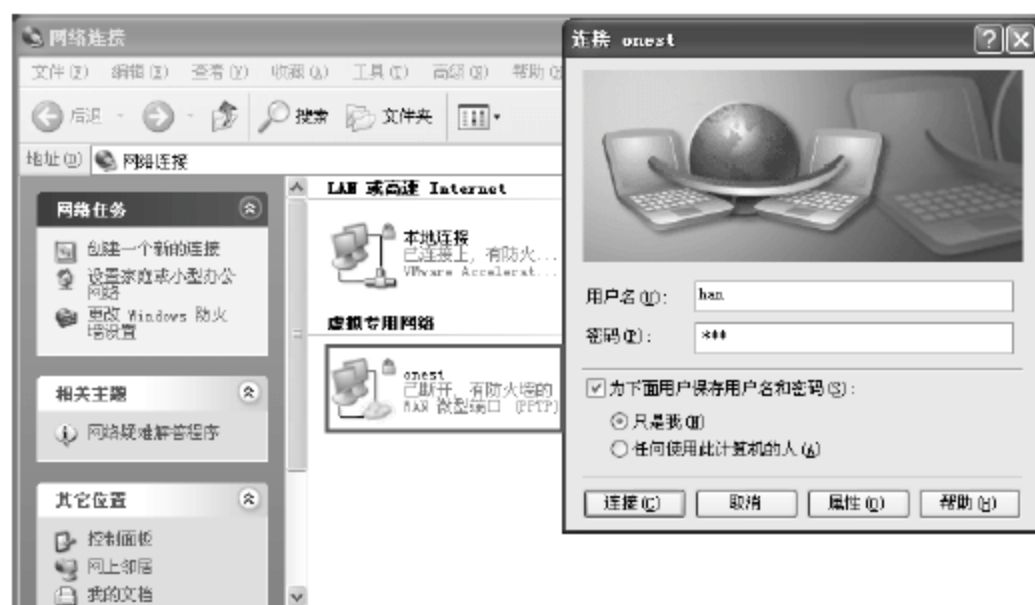 网络连接
文件(F) 编辑(E) 查看(V) 收藏(A) 工具(T) 高级(N) 帮助(H
后退 搜索 文件夹
地址(D) 网络连接
网络任务
创建一个新的连接
设置家庭或小型办公
网络
更改 Windows 防火
墙设置
相关主题
网络疑难解答程序
其它位置
控制面板
网上邻居
我的文档
LAN 或高速 Internet
本地连接
已连接上, 有防火...
VMware Accelerat...
虚拟专用网络
onest
已断开, 有防火墙的
WAN 微型端口 (PPTP)
连接 onest
用户名(U): han
密码(P): ***
为下面用户保存用户名和密码(S):
只是我(N)
任何使用此计算机的人(A)
连接(C) 取消 属性(O) 帮助(H)